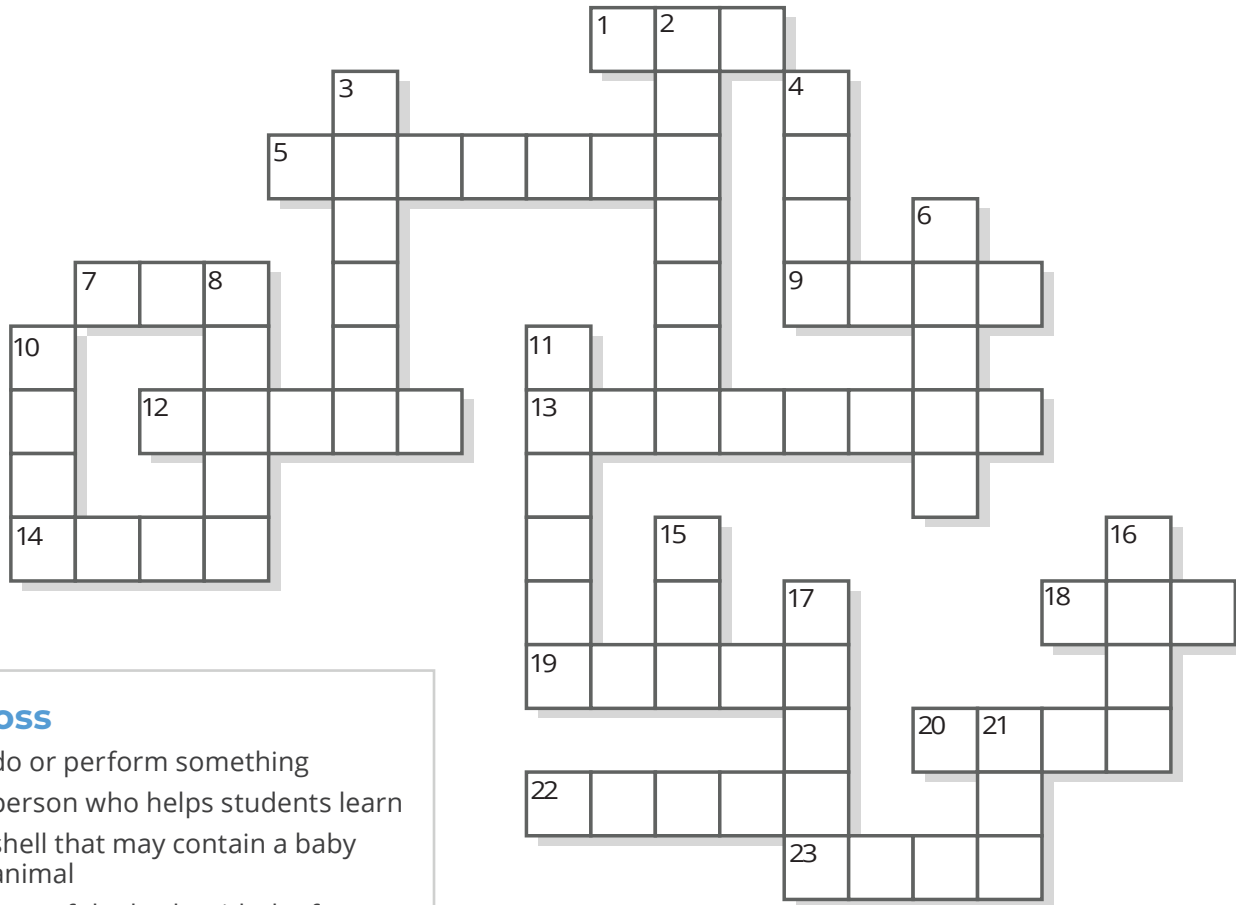 1 2
3 4
5
6
7 8 9
10 11
12 13
14 15 16
17 18
19
20 21
22
23
oss
do or perform something
person who helps students learn
shell that may contain a baby
animal